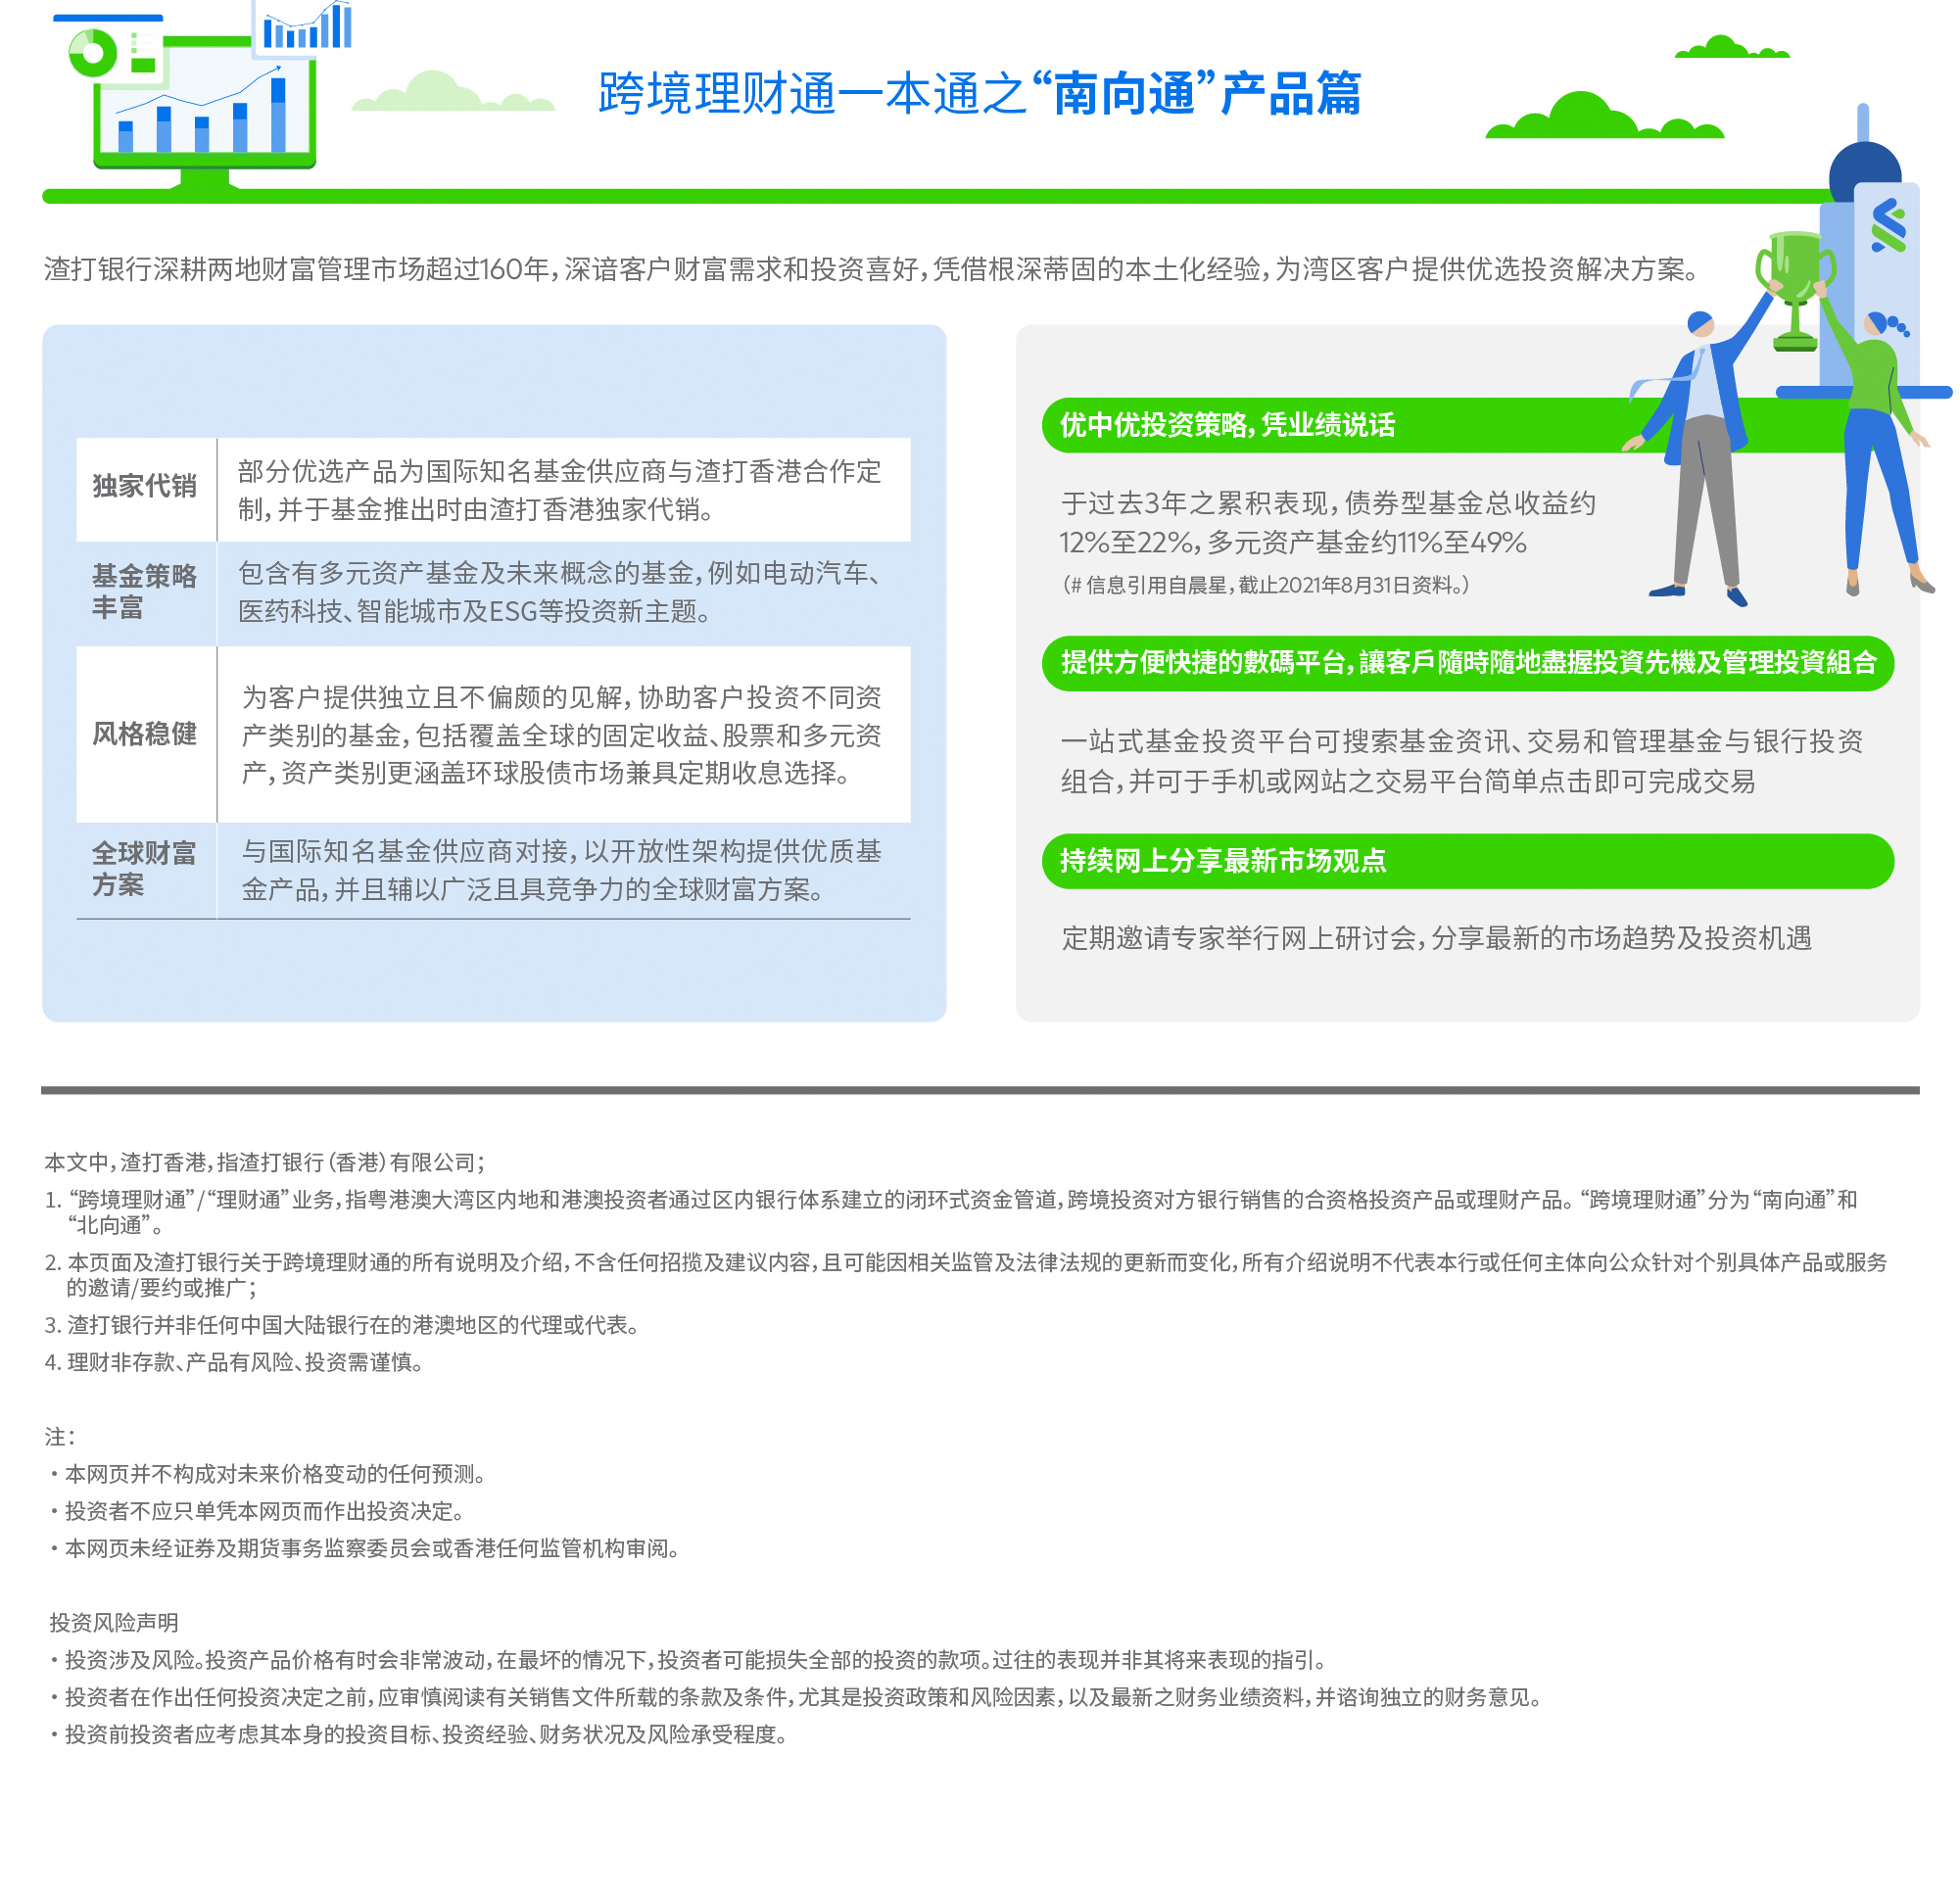 跨境理财通一本通之“南向通”产品篇
渣打银行深耕两地财富管理市场超过160年，深谙客户财富需求和投资喜好，凭借根深蒂固的本土化经验，为湾区客户提供优选投资解决方案。
独家代销
部分优选产品为国际知名基金供应商与渣打香港合作定
制，并于基金推出时由渣打香港独家代销。
基金策略
丰富
包含有多元资产基金及未来概念的基金，例如电动汽车、
医药科技、智能城市及ESG等投资新主题。
风格稳健
为客户提供独立且不偏颇的见解，协助客户投资不同资
产类别的基金，包括覆盖全球的固定收益、股票和多元资
产，资产类别更涵盖环球股债市场兼具定期收息选择。
全球财富
方案
与国际知名基金供应商对接，以开放性架构提供优质基
金产品，并且辅以广泛且具竞争力的全球财富方案。
优中优投资策略，凭业绩说话
于过去3年之累积表现，债券型基金总收益约
12%至22%，多元资产基金约11%至49%
（# 信息引用自晨星，截止2021年8月31日资料。）
提供方便快捷的數碼平台，讓客戶隨時隨地盡握投資先機及管理投資組合
一站式基金投资平台可搜索基金资讯、交易和管理基金与银行投资
组合，并可于手机或网站之交易平台简单点击即可完成交易
持续网上分享最新市场观点
定期邀请专家举行网上研讨会，分享最新的市场趋势及投资机遇
本文中，渣打香港，指渣打银行（香港）有限公司；
1. “跨境理财通”/“理财通”业务，指粤港澳大湾区内地和港澳投资者通过区内银行体系建立的闭环式资金管道，跨境投资对方银行销售的合资格投资产品或理财产品。“跨境理财通”分为“南向通”和
“北向通”。
2. 本页面及渣打银行关于跨境理财通的所有说明及介绍，不含任何招揽及建议内容，且可能因相关监管及法律法规的更新而变化，所有介绍说明不代表本行或任何主体向公众针对个别具体产品或服务
的邀请/要约或推广；
3. 渣打银行并非任何中国大陆银行在的港澳地区的代理或代表。
4. 理财非存款、产品有风险、投资需谨慎。
注：
• 本网页并不构成对未来价格变动的任何预测。
• 投资者不应只单凭本网页而作出投资决定。
• 本网页未经证券及期货事务监察委员会或香港任何监管机构审阅。
投资风险声明
• 投资涉及风险。投资产品价格有时会非常波动，在最坏的情况下，投资者可能损失全部的投资的款项。过往的表现并非其将来表现的指引。
• 投资者在作出任何投资决定之前，应审慎阅读有关销售文件所载的条款及条件，尤其是投资政策和风险因素，以及最新之财务业绩资料，并谘询独立的财务意见。
• 投资前投资者应考虑其本身的投资目标、投资经验、财务状况及风险承受程度。